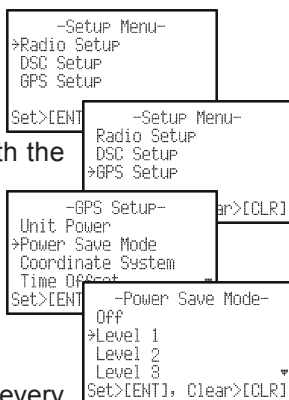 -Setup Menu-
→Radio Setup
DSC Setup
GPS Setup
Set>[ENT
-Setup Menu-
Radio Setup
DSC Setup
→GPS Setup
ar>[CLR]
th the
-GPS Setup-
Unit Power
→Power Save Mode
Coordinate System
Time Offset
Set>[ENT
-Power Save Mode-
Off
→Level 1
Level 2
Level 3
Set>[ENT], Clear>[CLR]
every